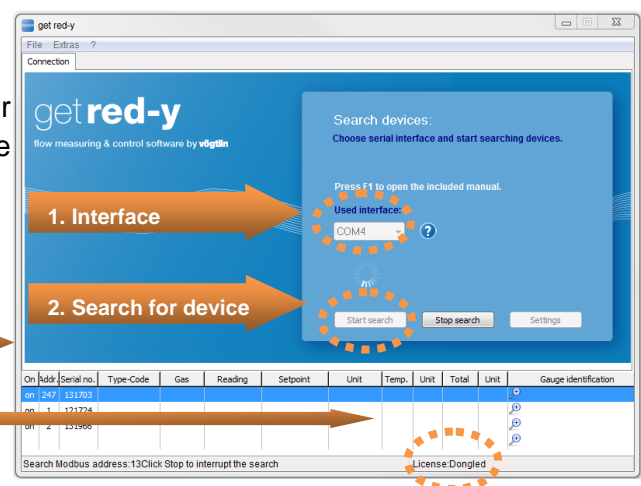 get red-y
File Extras ?
Connection
r
e
get red-y
flow measuring & control software by vögtlin
Search devices:
Choose serial interface and start searching devices.
Press F1 to open the included manual.
1. Interface
Used interface:
COM4
?
2. Search for device
Start search
Stop search
Settings
On Addr. Serial no. Type-Code Gas Reading Setpoint Unit Temp. Unit Total Unit Gauge identification
on 247 131703
on 1 121724
on 2 131966
Search Modbus address:13Click Stop to interrupt the search
License:Dongled